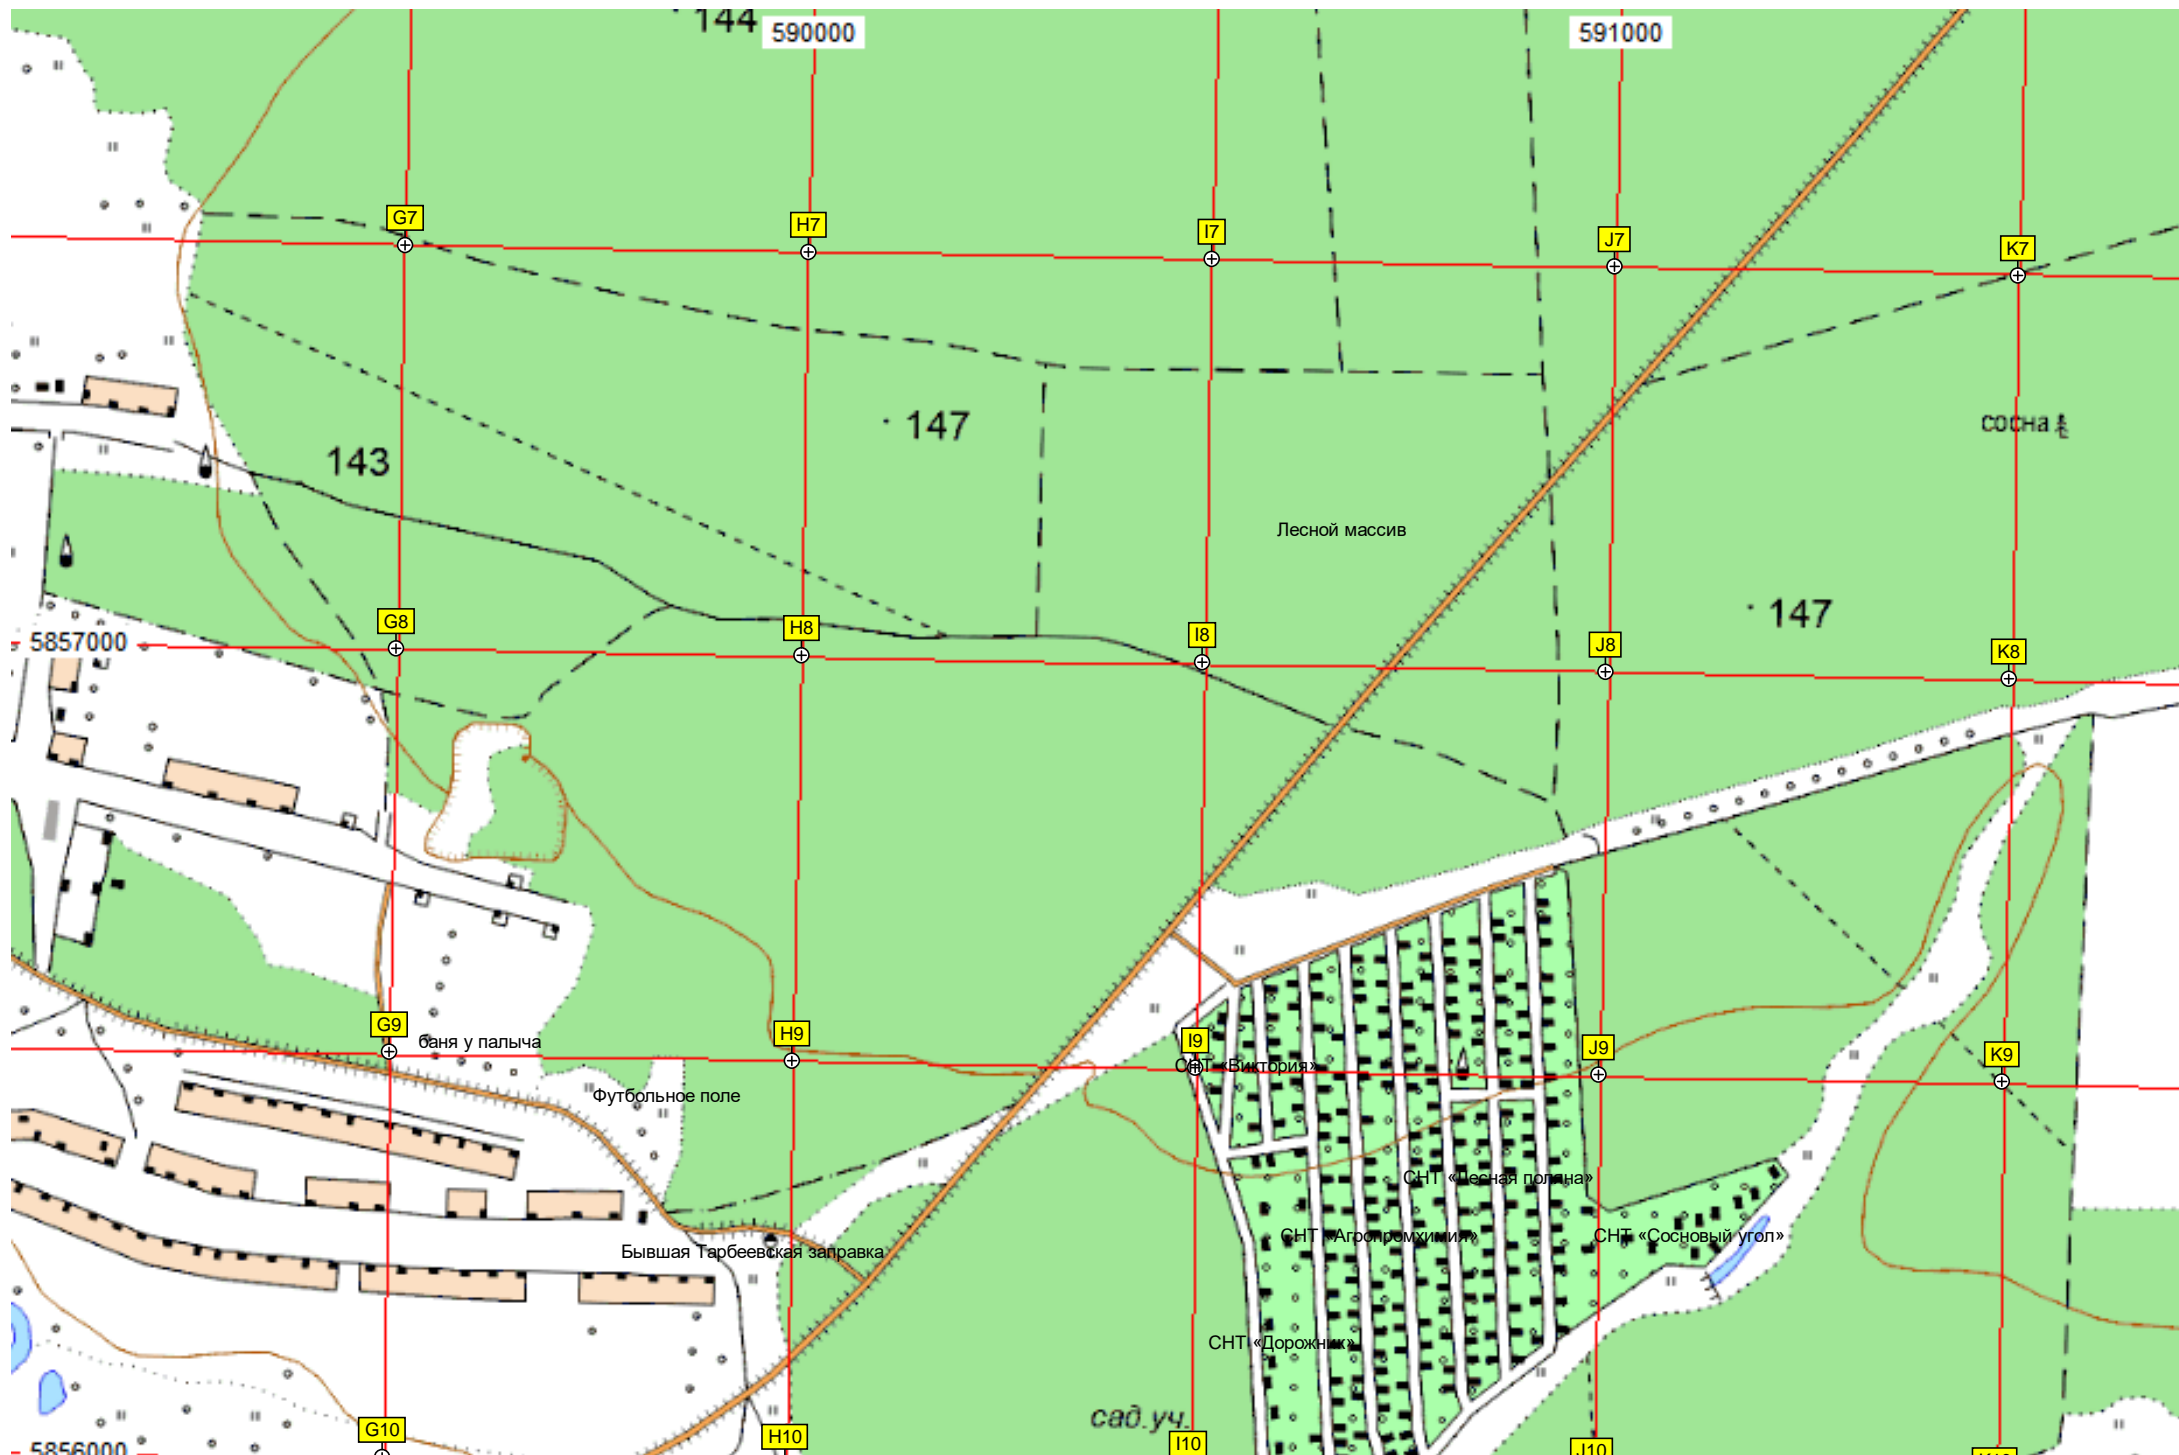 144
590000
591000
G7
H7
I7
J7
K7
147
сосна
143
Лесной массив
147
G8
H8
I8
J8
K8
5857000
G9
баня у палыча
H9
I9
J9
K9
СНТ «Виктория»
Футбольное поле
СНТ «Лесная поляна»
СНТ «Агропромхимия»
СНТ «Сосновый угол»
Бывшая Тарбеевская заправка
СНТ «Дорожник»
сад.уч.
G10
H10
I10
J10
5856000